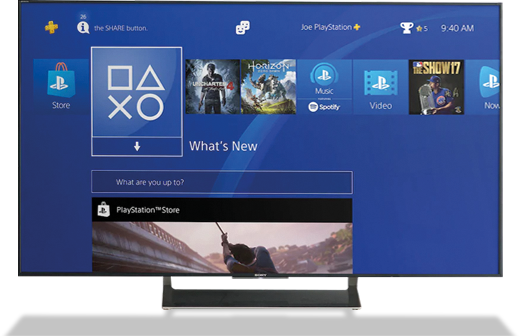 26
the SHARE button.
Joe PlayStation
5
9:40 AM
Store
UNCHARTED 4
HORIZON
Music
Spotify
Video
THE SHOW 17
Now
What's New
What are you up to?
PlayStation™Store
SONY